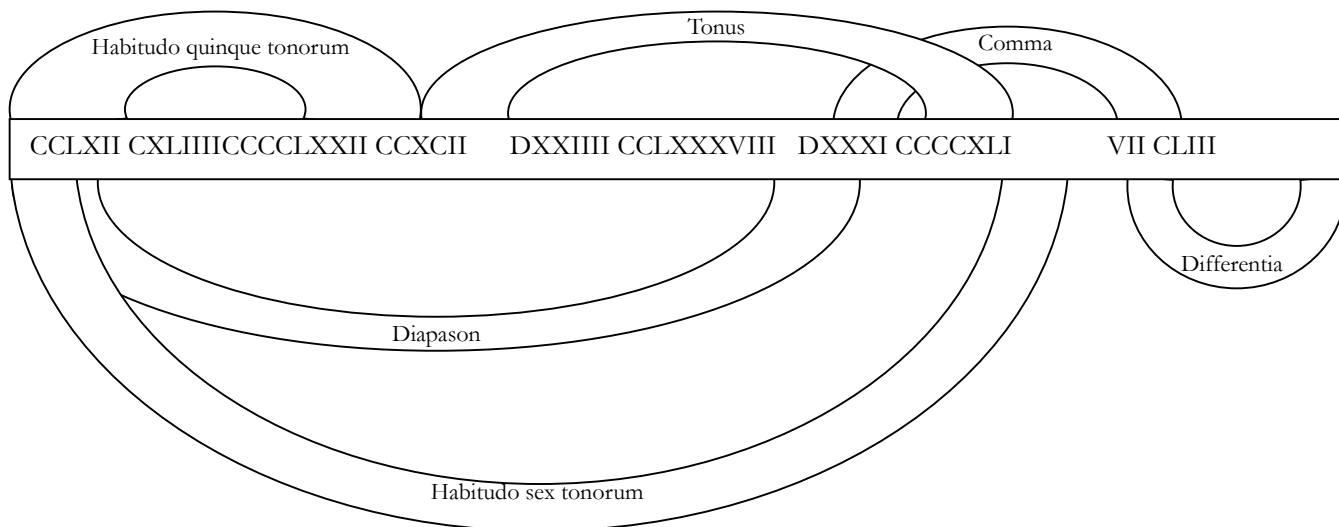 Habitudo quinque tonorum
Tonus
Comma
CCLXII CXLIIIICCCCLXXII CCXCII DXXIIII CCLXXXVIII DXXXI CCCCXLI VII CLIII
Differentia
Diapason
Habitudo sex tonorum